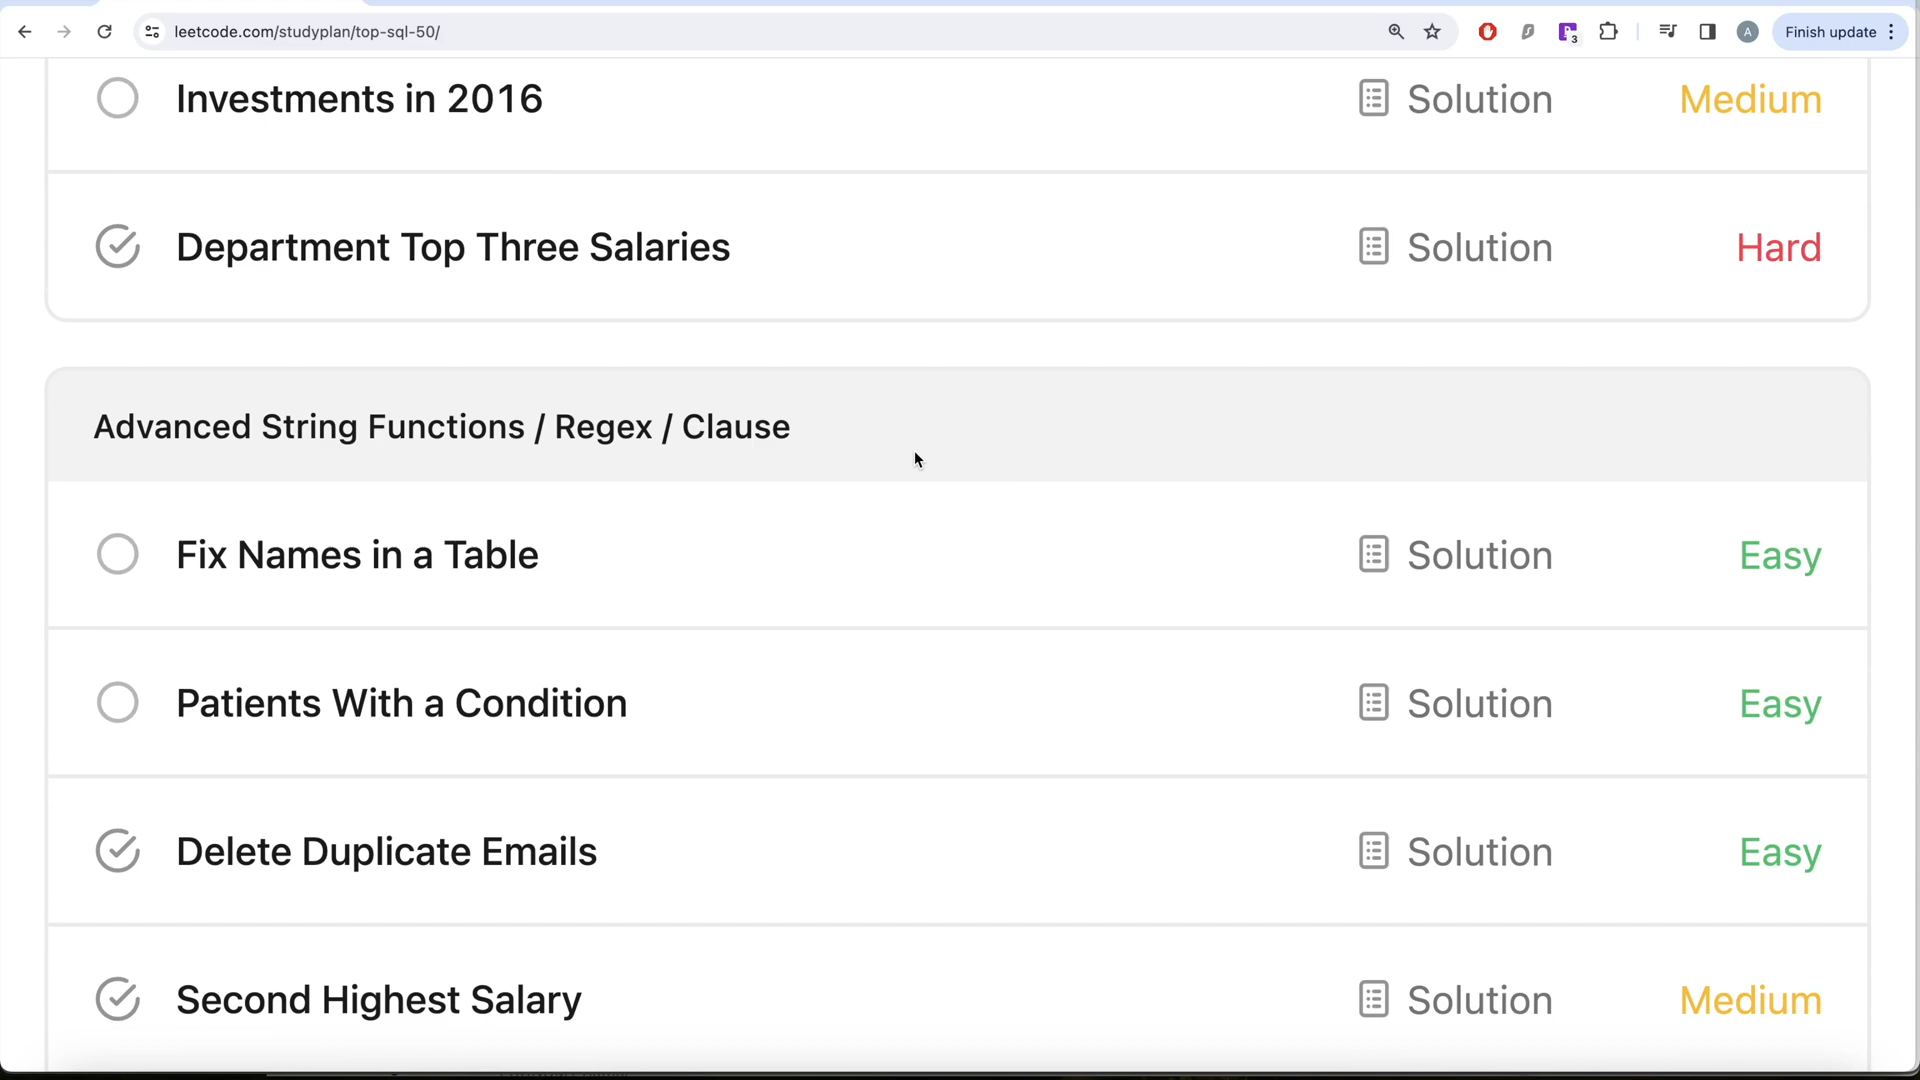 leetcode.com/studyplan/top-sql-50/
3
A
Finish update
Investments in 2016
Solution
Medium
Department Top Three Salaries
Solution
Hard
Advanced String Functions / Regex / Clause
Fix Names in a Table
Solution
Easy
Patients With a Condition
Solution
Easy
Delete Duplicate Emails
Solution
Easy
Second Highest Salary
Solution
Medium